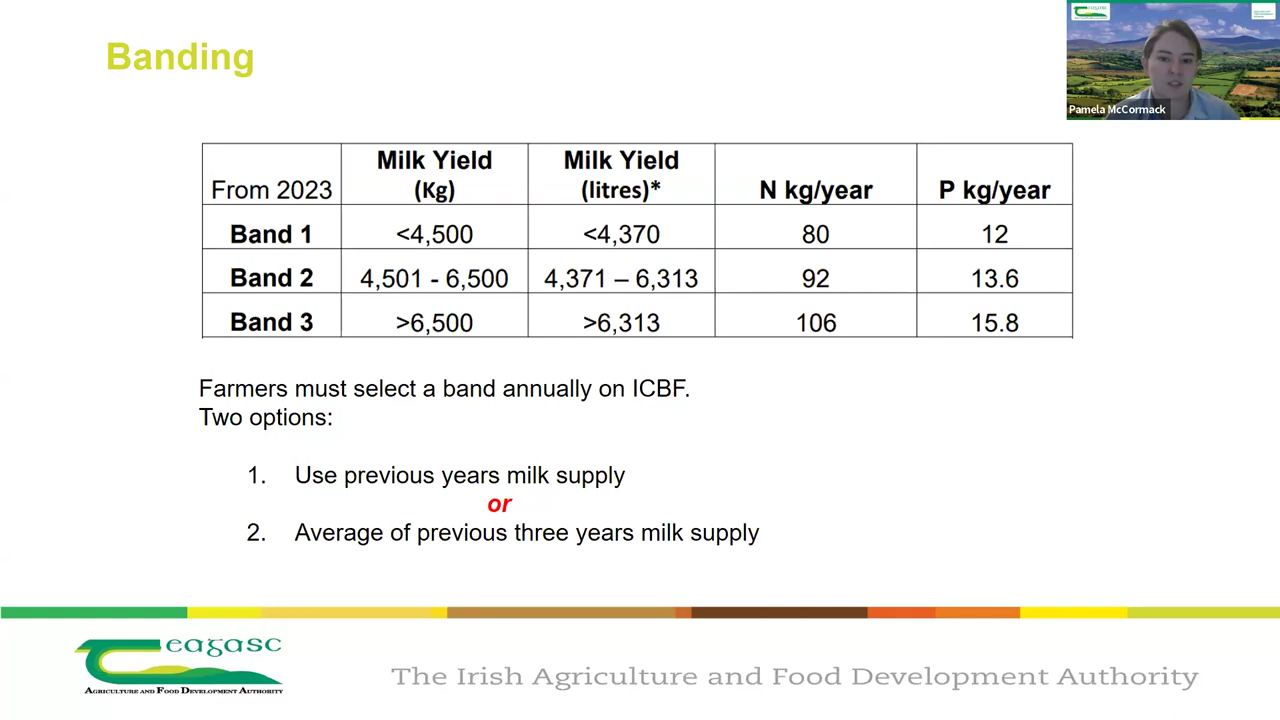 Banding
Pamela McCormack
From 2023 Milk Yield (Kg) Milk Yield (litres)* N kg/year P kg/year
Band 1 <4,500 <4,370 80 12
Band 2 4,501 - 6,500 4,371 – 6,313 92 13.6
Band 3 >6,500 >6,313 106 15.8
Farmers must select a band annually on ICBF.
Two options:
1. Use previous years milk supply
or
2. Average of previous three years milk supply
eagasc
Agriculture and Food Development Authority
The Irish Agriculture and Food Development Authority